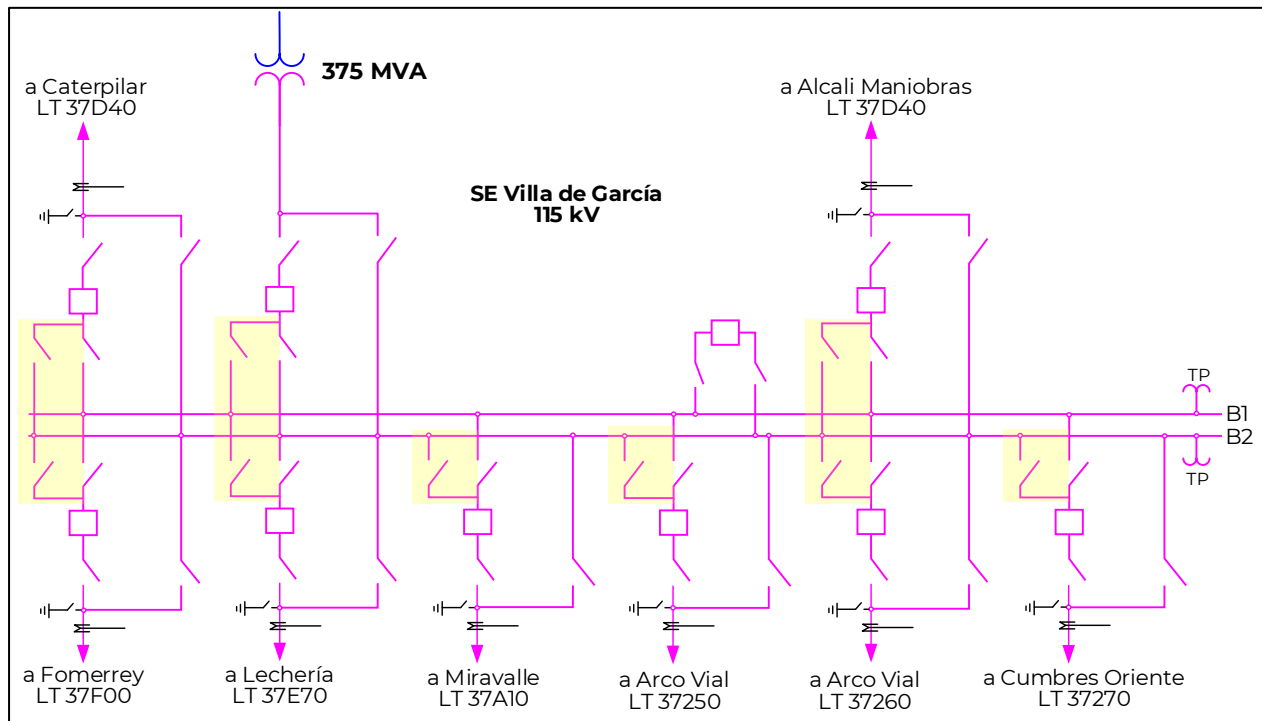 375 MVA
a Caterpilar
LT 37D40
a Alcali Maniobras
LT 37D40
SE Villa de García
115 kV
TP
B1
B2
TP
a Fomerrey
LT 37F00
a Lechería
LT 37E70
a Miravalle
LT 37A10
a Arco Vial
LT 37250
a Arco Vial
LT 37260
a Cumbres Oriente
LT 37270